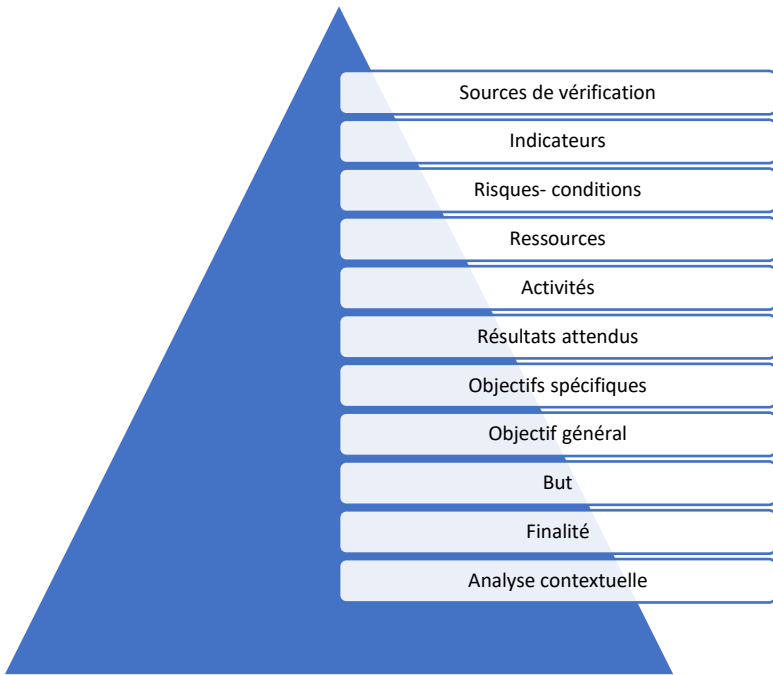 Sources de vérification
Indicateurs
Risques- conditions
Ressources
Activités
Résultats attendus
Objectifs spécifiques
Objectif général
But
Finalité
Analyse contextuelle